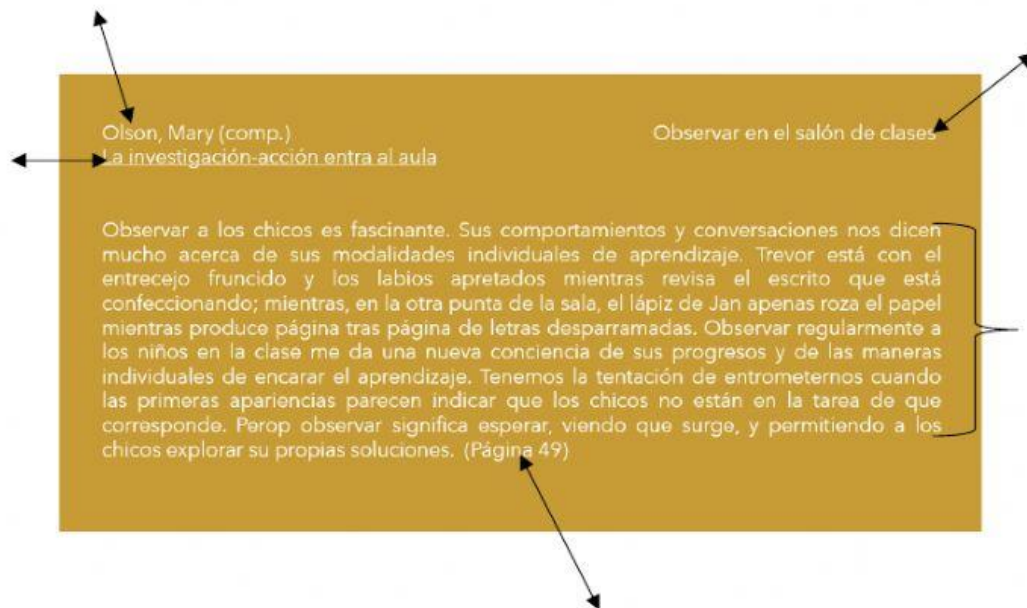 Olson, Mary (comp.)
Observar en el salón de clases
La investigación-acción entra al aula
Observar a los chicos es fascinante. Sus comportamientos y conversaciones nos dicen
mucho acerca de sus modalidades individuales de aprendizaje. Trevor está con el
entrecejo fruncido y los labios apretados mientras revisa el escrito que está
confeccionando; mientras, en la otra punta de la sala, el lápiz de Jan apenas roza el papel
mientras produce página tras página de letras desparramadas. Observar regularmente a
los niños en la clase me da una nueva conciencia de sus progresos y de las maneras
individuales de encarar el aprendizaje. Tenemos la tentación de entrometernos cuando
las primeras apariencias parecen indicar que los chicos no están en la tarea de que
corresponde. Perop observar significa esperar, viendo que surge, y permitiendo a los
chicos explorar su propias soluciones. (Página 49)